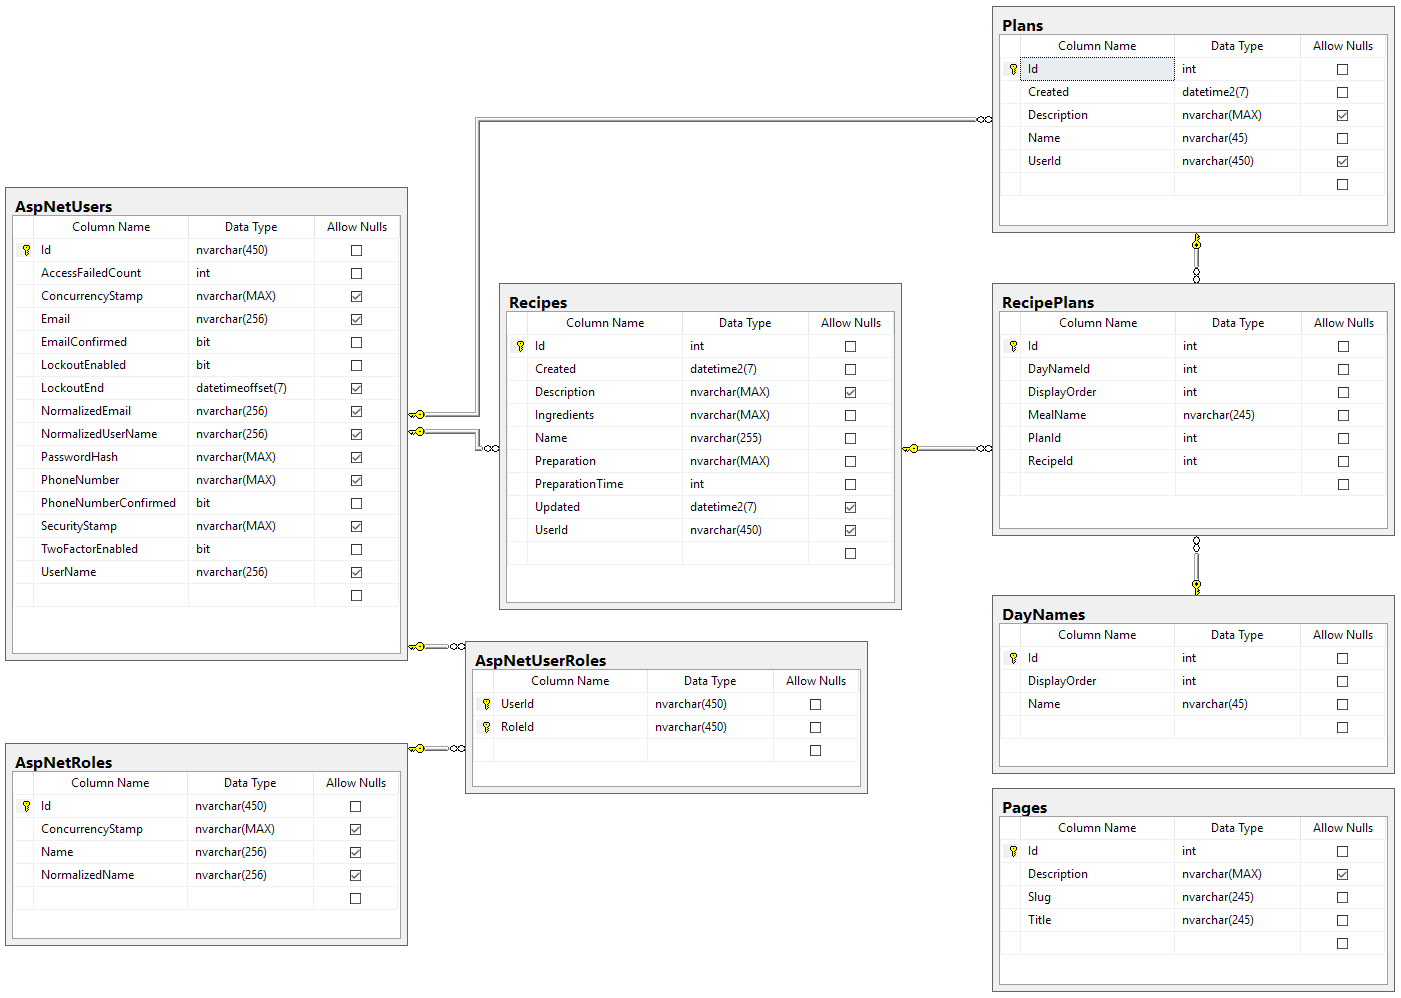 Plans
Column Name Data Type Allow Nulls
Id int
Created datetime2(7)
Description nvarchar(MAX)
Name nvarchar(45)
UserId nvarchar(450)
AspNetUsers
Column Name Data Type Allow Nulls
Id nvarchar(450)
AccessFailedCount int
ConcurrencyStamp nvarchar(MAX)
Email nvarchar(256)
EmailConfirmed bit
LockoutEnabled bit
LockoutEnd datetimeoffset(7)
NormalizedEmail nvarchar(256)
NormalizedUserName nvarchar(256)
PasswordHash nvarchar(MAX)
PhoneNumber nvarchar(MAX)
PhoneNumberConfirmed bit
SecurityStamp nvarchar(MAX)
TwoFactorEnabled bit
UserName nvarchar(256)
Recipes
Column Name Data Type Allow Nulls
Id int
Created datetime2(7)
Description nvarchar(MAX)
Ingredients nvarchar(MAX)
Name nvarchar(255)
Preparation nvarchar(MAX)
PreparationTime int
Updated datetime2(7)
UserId nvarchar(450)
RecipePlans
Column Name Data Type Allow Nulls
Id int
DayNameId int
DisplayOrder int
MealName nvarchar(245)
PlanId int
RecipeId int
DayNames
Column Name Data Type Allow Nulls
Id int
DisplayOrder int
Name nvarchar(45)
AspNetUserRoles
Column Name Data Type Allow Nulls
UserId nvarchar(450)
RoleId nvarchar(450)
AspNetRoles
Column Name Data Type Allow Nulls
Id nvarchar(450)
ConcurrencyStamp nvarchar(MAX)
Name nvarchar(256)
NormalizedName nvarchar(256)
Pages
Column Name Data Type Allow Nulls
Id int
Description nvarchar(MAX)
Slug nvarchar(245)
Title nvarchar(245)